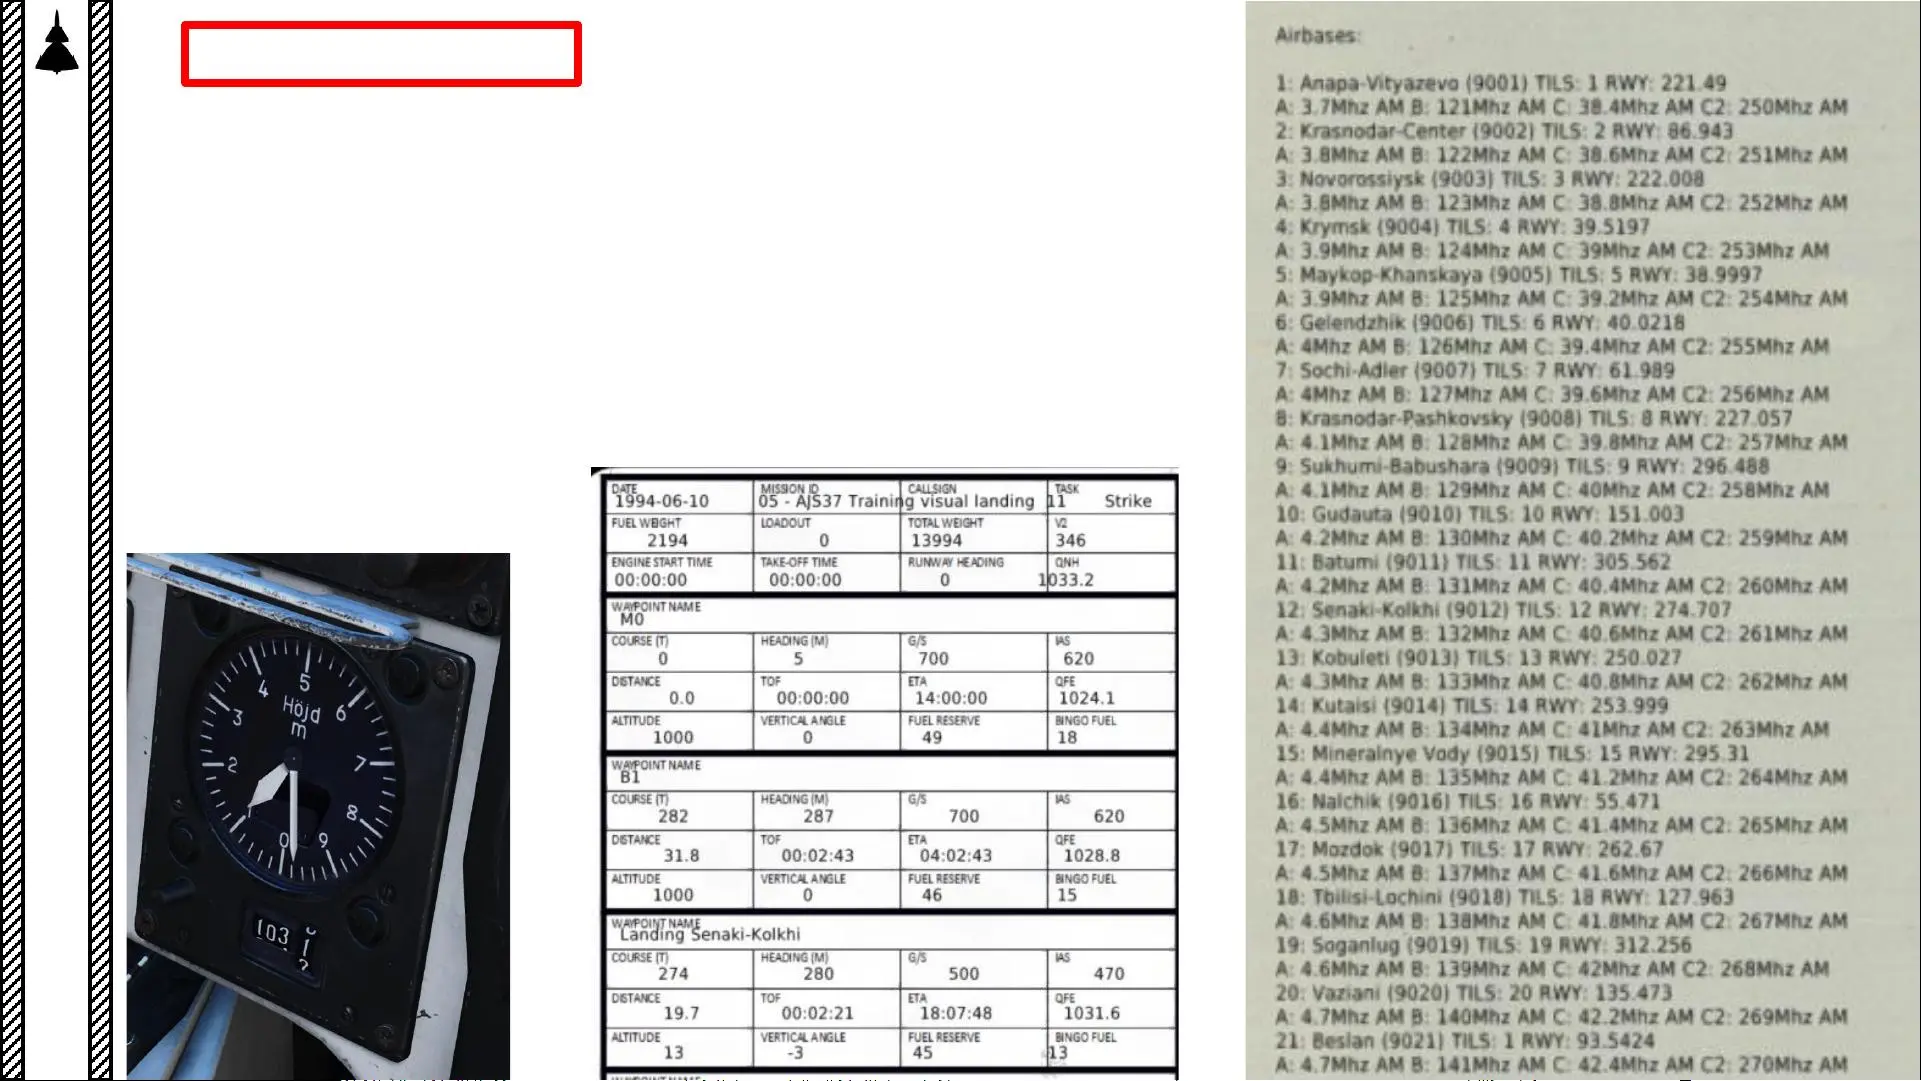 Airbases:
1: Anapa-Vityazevo (9001) TILS: 1 RWY: 221.49
A: 3.7Mhz AM B: 121Mhz AM C: 38.4Mhz AM C2: 250Mhz AM
2: Krasnodar-Center (9002) TILS: 2 RWY: 86.943
A: 3.8Mhz AM B: 122Mhz AM C: 38.6Mhz AM C2: 251Mhz AM
3: Novorossiysk (9003) TILS: 3 RWY: 222.008
A: 3.8Mhz AM B: 123Mhz AM C: 38.8Mhz AM C2: 252Mhz AM
4: Krymsk (9004) TILS: 4 RWY: 39.5197
A: 3.9Mhz AM B: 124Mhz AM C: 39Mhz AM C2: 253Mhz AM
5: Maykop-Khanskaya (9005) TILS: 5 RWY: 38.9997
A: 3.9Mhz AM B: 125Mhz AM C: 39.2Mhz AM C2: 254Mhz AM
6: Gelendzhik (9006) TILS: 6 RWY: 40.0218
A: 4Mhz AM B: 126Mhz AM C: 39.4Mhz AM C2: 255Mhz AM
7: Sochi-Adler (9007) TILS: 7 RWY: 61.989
A: 4Mhz AM B: 127Mhz AM C: 39.6Mhz AM C2: 256Mhz AM
8: Krasnodar-Pashkovsky (9008) TILS: 8 RWY: 227.057
A: 4.1Mhz AM B: 128Mhz AM C: 39.8Mhz AM C2: 257Mhz AM
9: Sukhumi-Babushara (9009) TILS: 9 RWY: 296.488
A: 4.1Mhz AM B: 129Mhz AM C: 40Mhz AM C2: 258Mhz AM
10: Gudauta (9010) TILS: 10 RWY: 151.003
A: 4.2Mhz AM B: 130Mhz AM C: 40.2Mhz AM C2: 259Mhz AM
11: Batumi (9011) TILS: 11 RWY: 305.562
A: 4.2Mhz AM B: 131Mhz AM C: 40.4Mhz AM C2: 260Mhz AM
12: Senaki-Kolkhi (9012) TILS: 12 RWY: 274.707
A: 4.3Mhz AM B: 132Mhz AM C: 40.6Mhz AM C2: 261Mhz AM
13: Kobuleti (9013) TILS: 13 RWY: 250.027
A: 4.3Mhz AM B: 133Mhz AM C: 40.8Mhz AM C2: 262Mhz AM
14: Kutaisi (9014) TILS: 14 RWY: 253.999
A: 4.4Mhz AM B: 134Mhz AM C: 41Mhz AM C2: 263Mhz AM
15: Mineralnye Vody (9015) TILS: 15 RWY: 295.31
A: 4.4Mhz AM B: 135Mhz AM C: 41.2Mhz AM C2: 264Mhz AM
16: Nalchik (9016) TILS: 16 RWY: 55.471
A: 4.5Mhz AM B: 136Mhz AM C: 41.4Mhz AM C2: 265Mhz AM
17: Mozdok (9017) TILS: 17 RWY: 262.67
A: 4.5Mhz AM B: 137Mhz AM C: 41.6Mhz AM C2: 266Mhz AM
18: Tbilisi-Lochini (9018) TILS: 18 RWY: 127.963
A: 4.6Mhz AM B: 138Mhz AM C: 41.8Mhz AM C2: 267Mhz AM
19: Soganlug (9019) TILS: 19 RWY: 312.256
A: 4.6Mhz AM B: 139Mhz AM C: 42Mhz AM C2: 268Mhz AM
20: Vaziani (9020) TILS: 20 RWY: 135.473
A: 4.7Mhz AM B: 140Mhz AM C: 42.2Mhz AM C2: 269Mhz AM
21: Beslan (9021) TILS: 1 RWY: 93.5424
A: 4.7Mhz AM B: 141Mhz AM C: 42.4Mhz AM C2: 270Mhz AM
DATE MISSION ID CALLSIGN TASK
1994-06-10 05 - AJS37 Training visual landing 11 Strike
FUEL WEIGHT LOADOUT TOTAL WEIGHT V2
2194 0 13994 346
ENGINE START TIME TAKE-OFF TIME RUNWAY HEADING QNH
00:00:00 00:00:00 0 1033.2
WAYPOINT NAME
M0
COURSE (T) HEADING (M) G/S IAS
0 5 700 620
DISTANCE TOF ETA QFE
0.0 00:00:00 14:00:00 1024.1
ALTITUDE VERTICAL ANGLE FUEL RESERVE BINGO FUEL
1000 0 49 18
WAYPOINT NAME
B1
COURSE (T) HEADING (M) G/S IAS
282 287 700 620
DISTANCE TOF ETA QFE
31.8 00:02:43 04:02:43 1028.8
ALTITUDE VERTICAL ANGLE FUEL RESERVE BINGO FUEL
1000 0 46 15
WAYPOINT NAME
Landing Senaki-Kolkhi
COURSE (T) HEADING (M) G/S IAS
274 280 500 470
DISTANCE TOF ETA QFE
19.7 00:02:21 18:07:48 1031.6
ALTITUDE VERTICAL ANGLE FUEL RESERVE BINGO FUEL
13 -3 45 13
4 5 6
Höjd
3 m
2 7
1 8
0 9
103